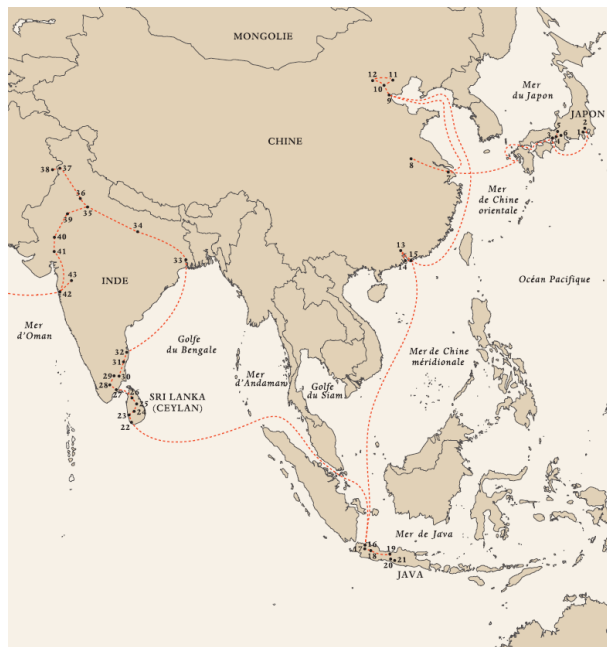 MONGOLIE
12
11
10
9
Mer
du Japon
JAPON
5
2
3
6
1
4
CHINE
8
7
Mer
de Chine
orientale
38
37
36
35
39
34
40
41
33
13
15
14
INDE
43
42
Océan Pacifique
Mer
d'Oman
Golfe
du Bengale
Mer
d'Andaman
Golfe
du Siam
Mer de Chine
méridionale
32
31
29
30
28
27
26
25
24
23
22
SRI LANKA
(CEYLAN)
Mer de Java
16
17
18
19
20
21
JAVA